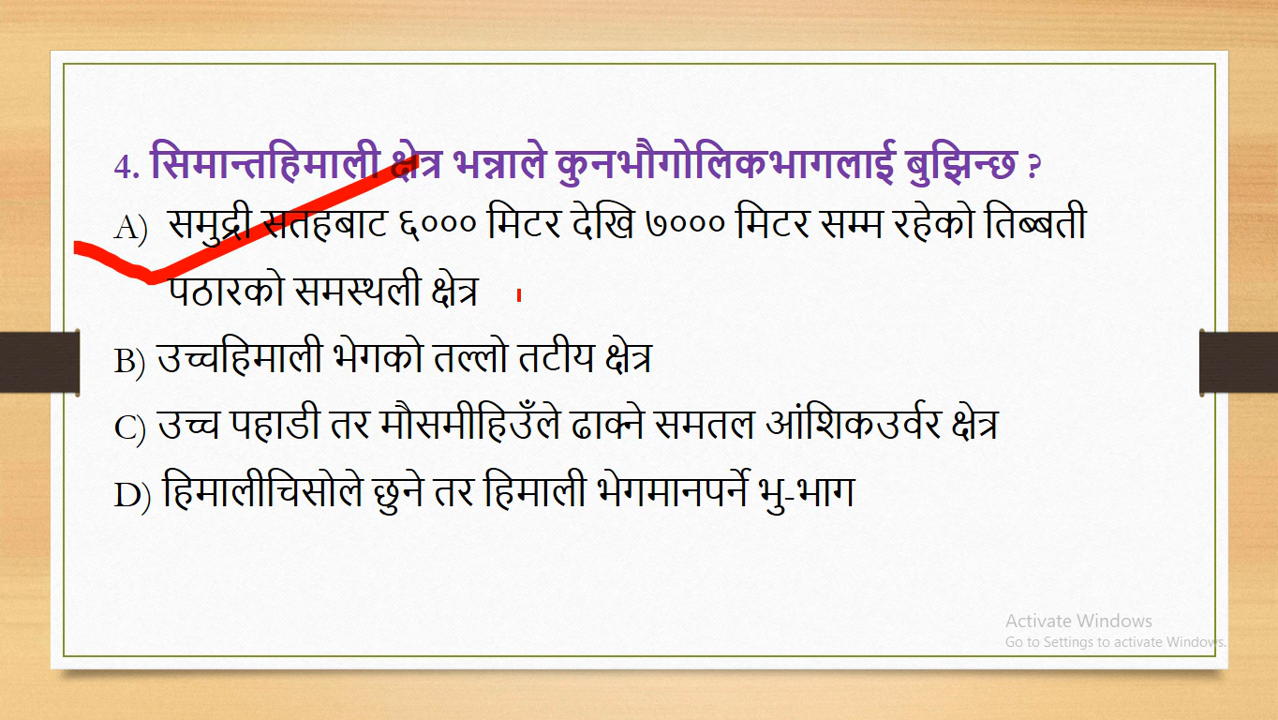 4. सिमान्तहिमाली क्षेत्र भन्नाले कुनभौगोलिकभागलाई बुझिन्छ ?
A) समुद्री सतहबाट ६००० मिटर देखि ७००० मिटर सम्म रहेको तिब्बती
पठारको समस्थली क्षेत्र
B) उच्चहिमाली भेगको तल्लो तटीय क्षेत्र
C) उच्च पहाडी तर मौसमीहिउँले ढाक्ने समतल आंशिकउर्वर क्षेत्र
D) हिमालीचिसोले छुने तर हिमाली भेगमानपर्ने भु-भाग
Activate Windows
Go to Settings to activate Windows.